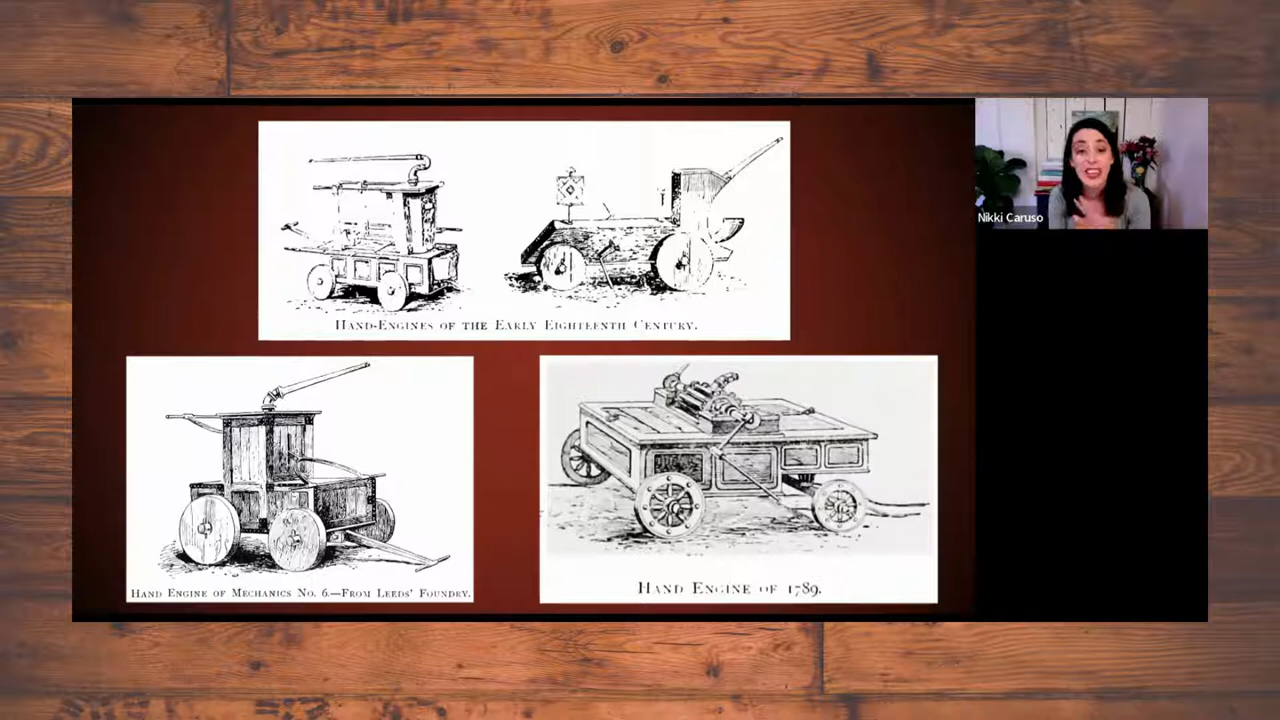 HAND-ENGINES OF THE EARLY EIGHTEENTH CENTURY.
Nikki Caruso
HAND ENGINE OF MECHANICS NO. 6.—FROM LEEDS' FOUNDRY.
HAND ENGINE OF 1789.